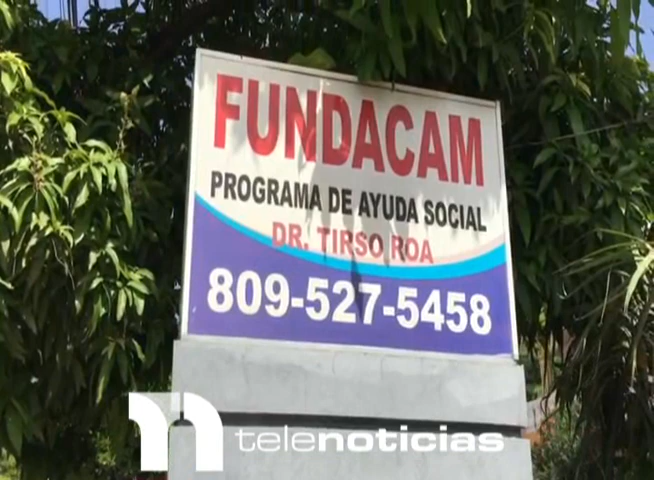 FUNDACAM
PROGRAMA DE AYUDA SOCIAL
DR. TIRSO ROA
809-527-5458
telenoticias